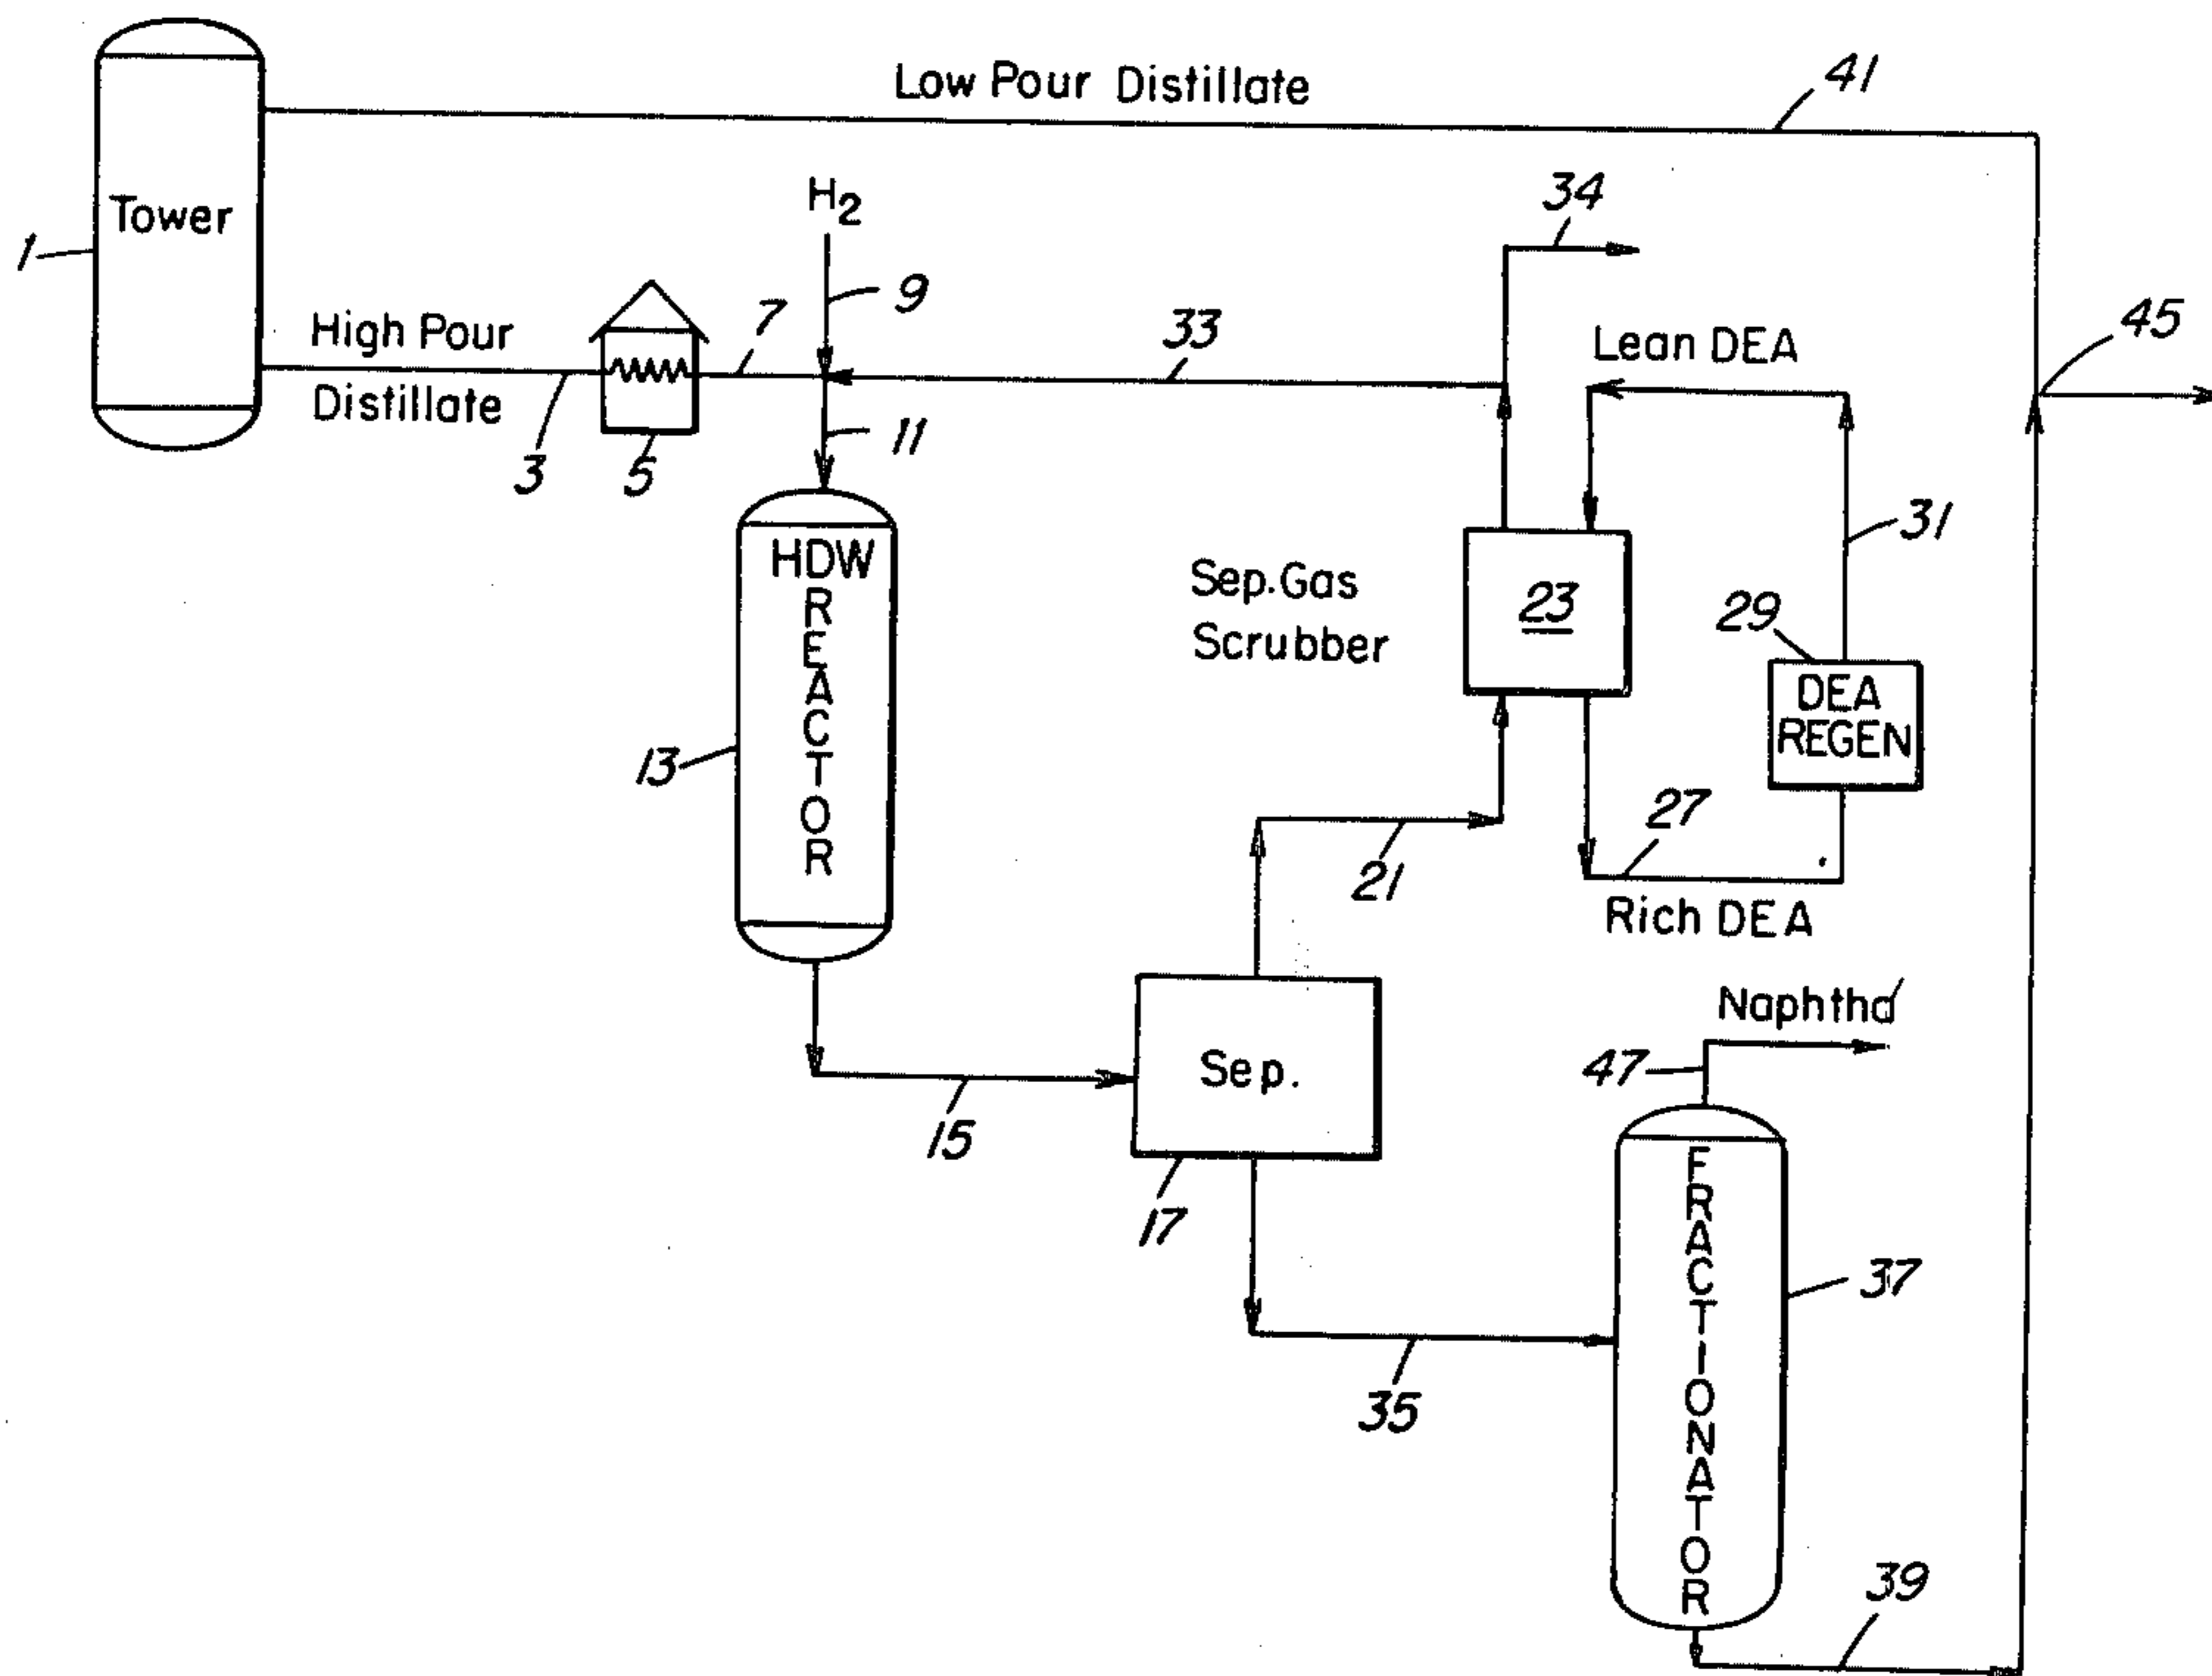 Low Pour Distillate
41
Tower
1
H2
34
9
High Pour
Distillate
7
33
Lean DEA
45
3
5
11
HDW
REACTOR
13
Sep. Gas
Scrubber
23
31
29
DEA
REGEN
27
21
Rich DEA
Naphtha
47
Sep.
15
17
FRACTIONATOR
37
35
39